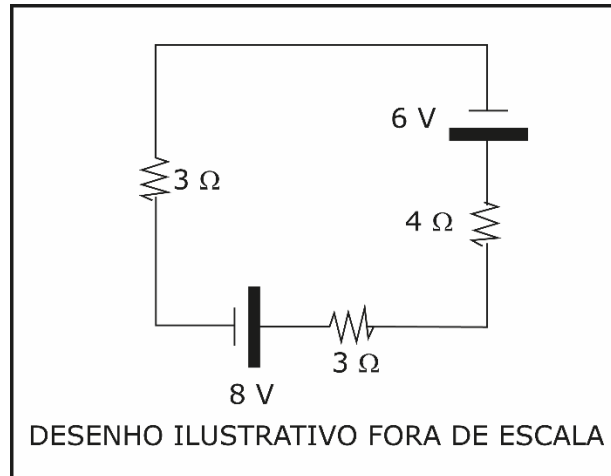 6 V
3 Ω
4 Ω
3 Ω
8 V
DESENHO ILUSTRATIVO FORA DE ESCALA